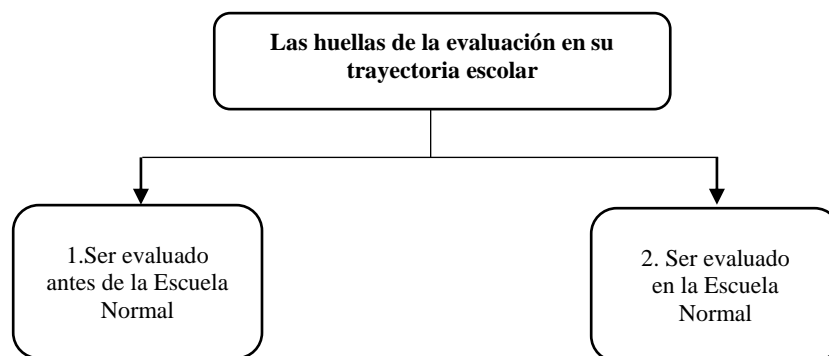 Las huellas de la evaluación en su
trayectoria escolar
1.Ser evaluado
antes de la Escuela
Normal
2. Ser evaluado
en la Escuela
Normal